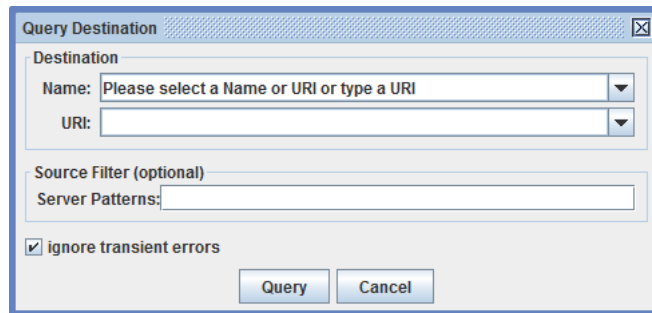 Query Destination
Destination
Name: Please select a Name or URI or type a URI
URI:
Source Filter (optional)
Server Patterns:
ignore transient errors
Query Cancel